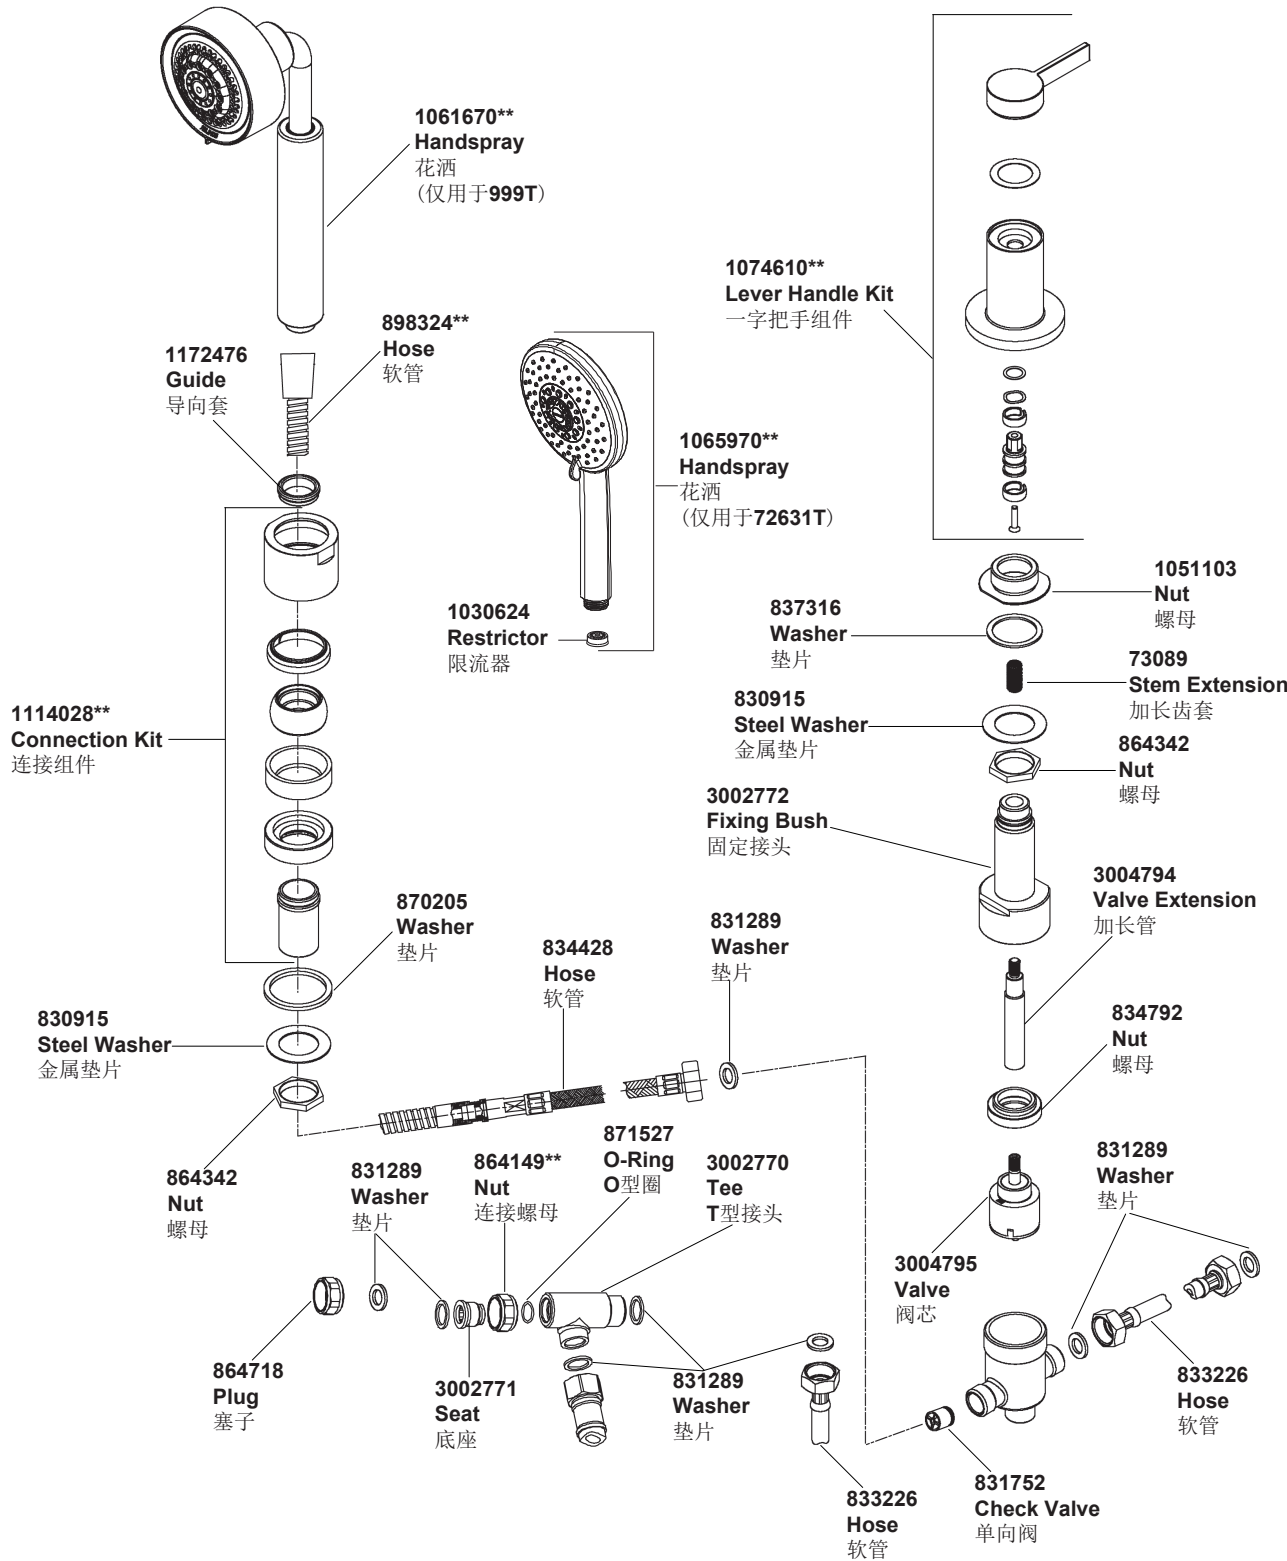 1061670**
Handspray
花洒
(仅用于999T)
898324**
Hose
软管
1172476
Guide
导向套
1074610**
Lever Handle Kit
一字把手组件
1065970**
Handspray
花洒
(仅用于72631T)
1030624
Restrictor
限流器
1051103
Nut
螺母
837316
Washer
垫片
73089
Stem Extension
加长齿套
830915
Steel Washer
金属垫片
864342
Nut
螺母
1114028**
Connection Kit
连接组件
3002772
Fixing Bush
固定接头
3004794
Valve Extension
加长管
870205
Washer
垫片
834428
Hose
软管
831289
Washer
垫片
830915
Steel Washer
金属垫片
834792
Nut
螺母
864342
Nut
螺母
831289
Washer
垫片
864149**
Nut
连接螺母
871527
O-Ring
O型圈
3002770
Tee
T型接头
831289
Washer
垫片
3004795
Valve
阀芯
864718
Plug
塞子
3002771
Seat
底座
831289
Washer
垫片
833226
Hose
软管
833226
Hose
软管
831752
Check Valve
单向阀